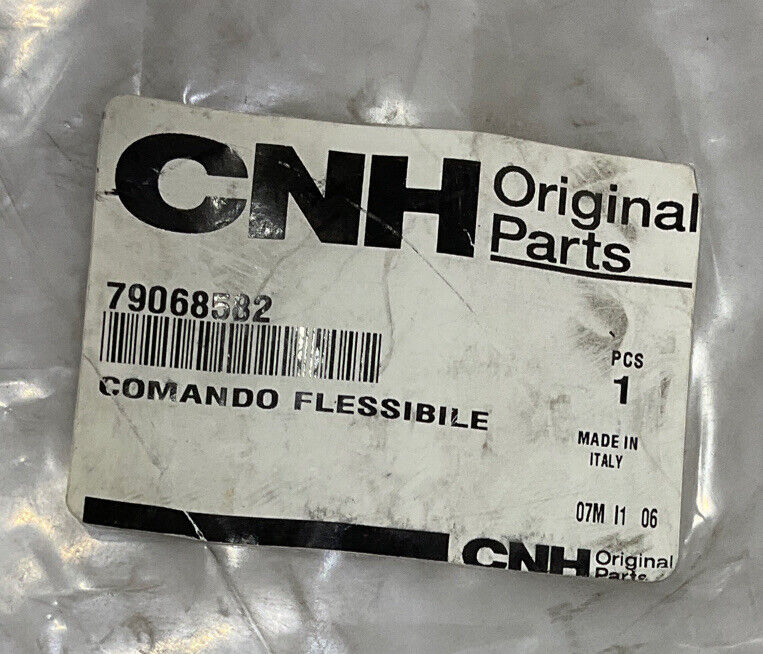 CNH Original
Parts
79068582
PCS
1
COMANDO FLESSIBILE
MADE IN
ITALY
07M I1 06
CNH Original
Parts